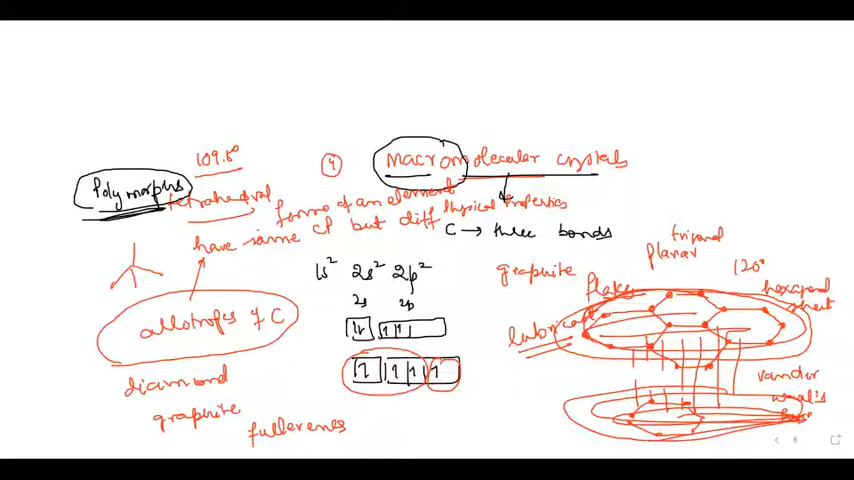 109.5°
④ Macromolecular crystals
Polymorphs
tetrahedral
forms of an element
have same CP but diff physical properties
C → three bonds
trigonal
planar
120°
1s² 2s² 2p²
graphite
hexagonal
sheet
flakes
2s 2p
allotropes of C
lubricant
diamond
vander
waal's
graphite
fullerenes
8